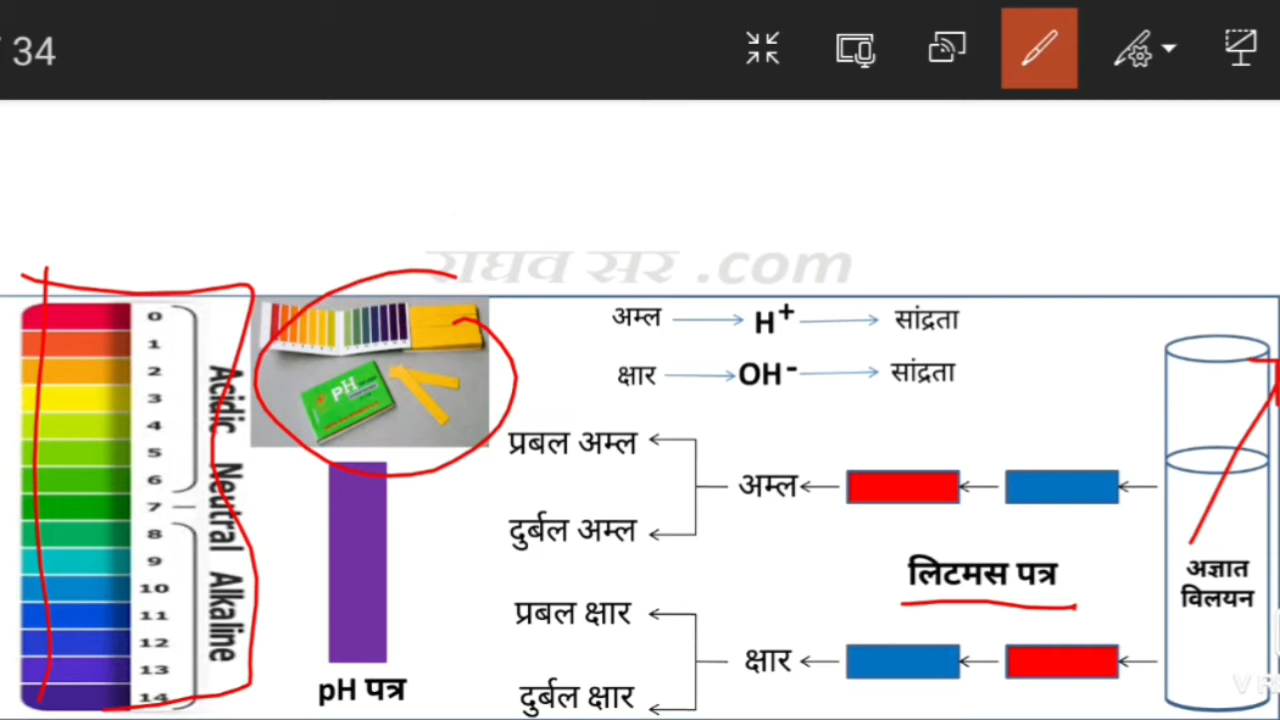 34
राघव सर .com
0
1
2
3
4
5
6
7
8
9
10
11
12
13
14
Acidic Neutral Alkaline
pH
pH पत्र
अम्ल H+ सांद्रता
क्षार OH- सांद्रता
प्रबल अम्ल
अम्ल
दुर्बल अम्ल
लिटमस पत्र
प्रबल क्षार
क्षार
दुर्बल क्षार
अज्ञात
विलयन